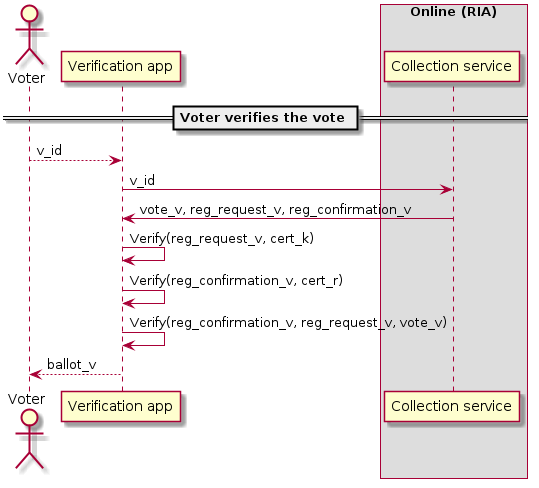 Online (RIA)
Voter
Verification app
Collection service
Voter verifies the vote
v_id
v_id
vote_v, reg_request_v, reg_confirmation_v
Verify(reg_request_v, cert_k)
Verify(reg_confirmation_v, cert_r)
Verify(reg_confirmation_v, reg_request_v, vote_v)
ballot_v
Voter
Verification app
Collection service